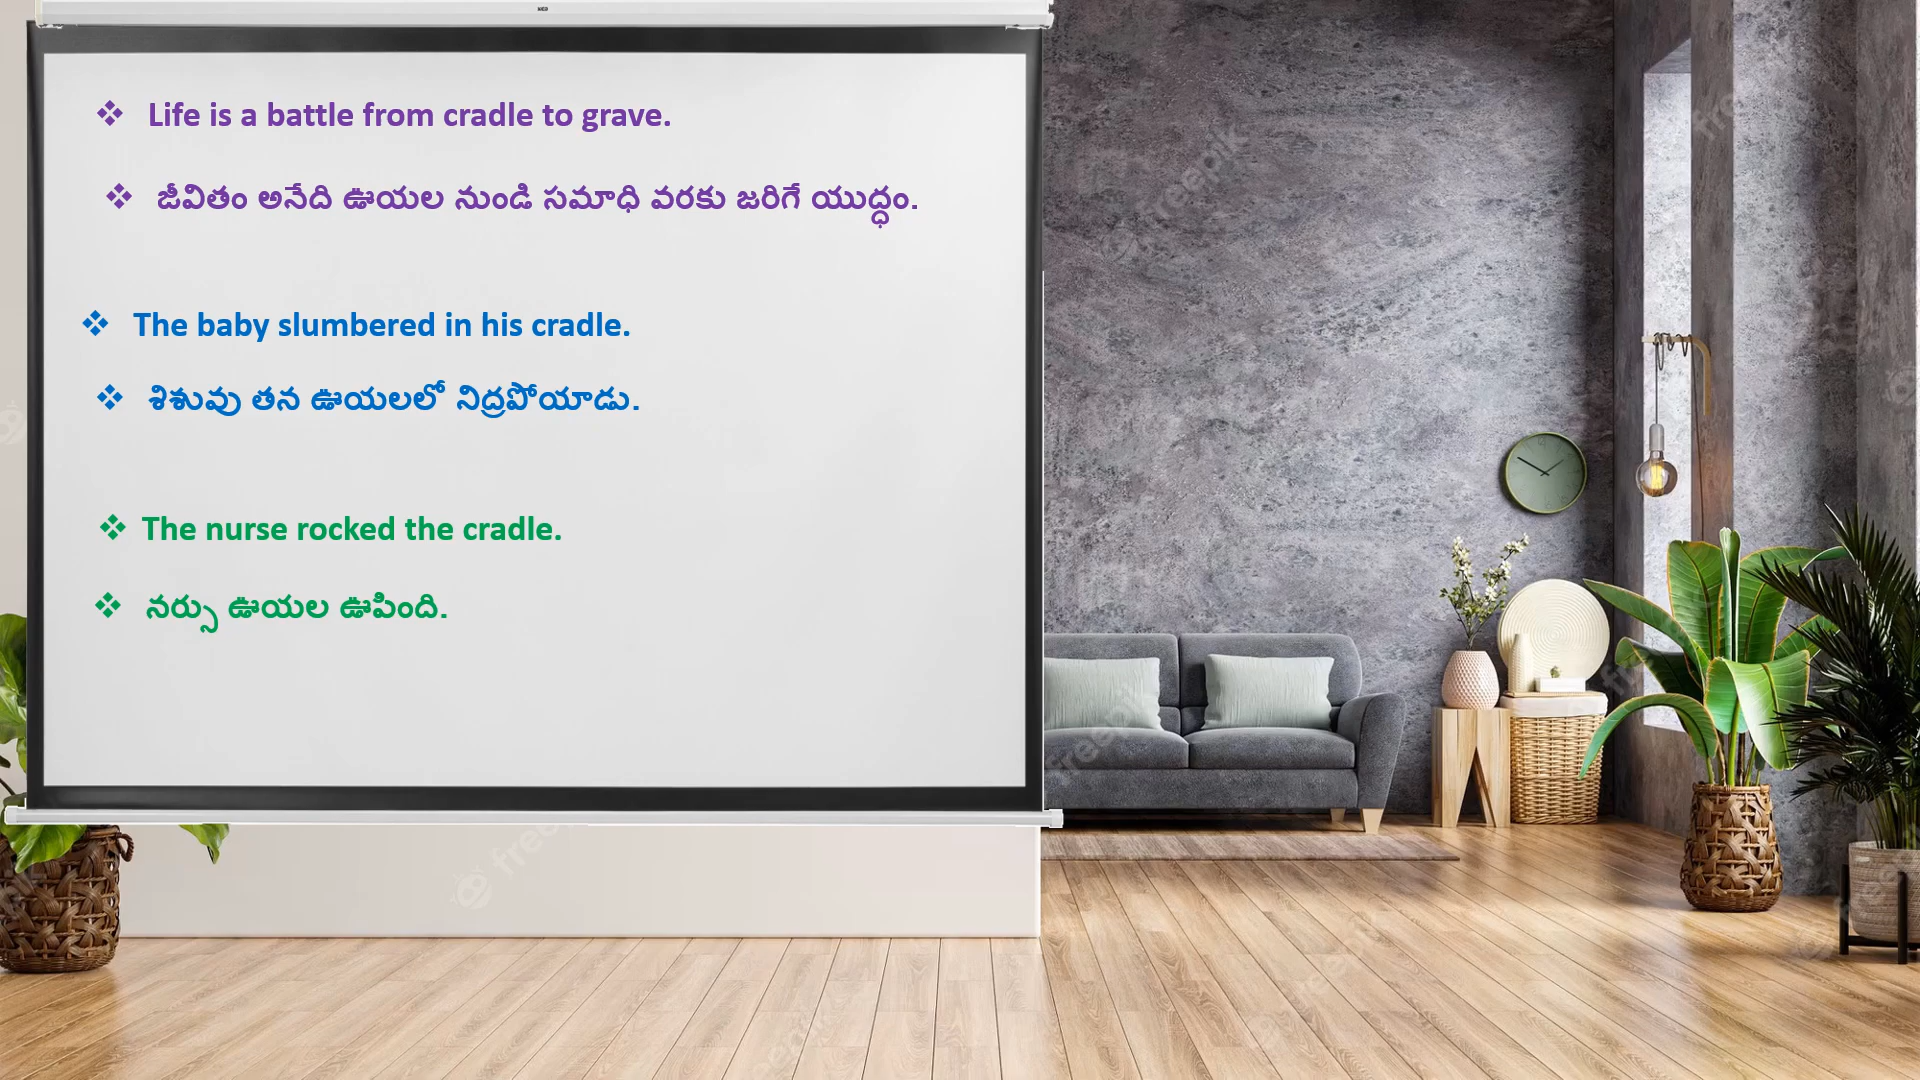 Life is a battle from cradle to grave.
జీవితం అనేది ఊయల నుండి సమాధి వరకు జరిగే యుద్ధం.
The baby slumbered in his cradle.
శిశువు తన ఊయలలో నిద్రపోయాడు.
The nurse rocked the cradle.
నర్సు ఊయల ఊపింది.
freepik